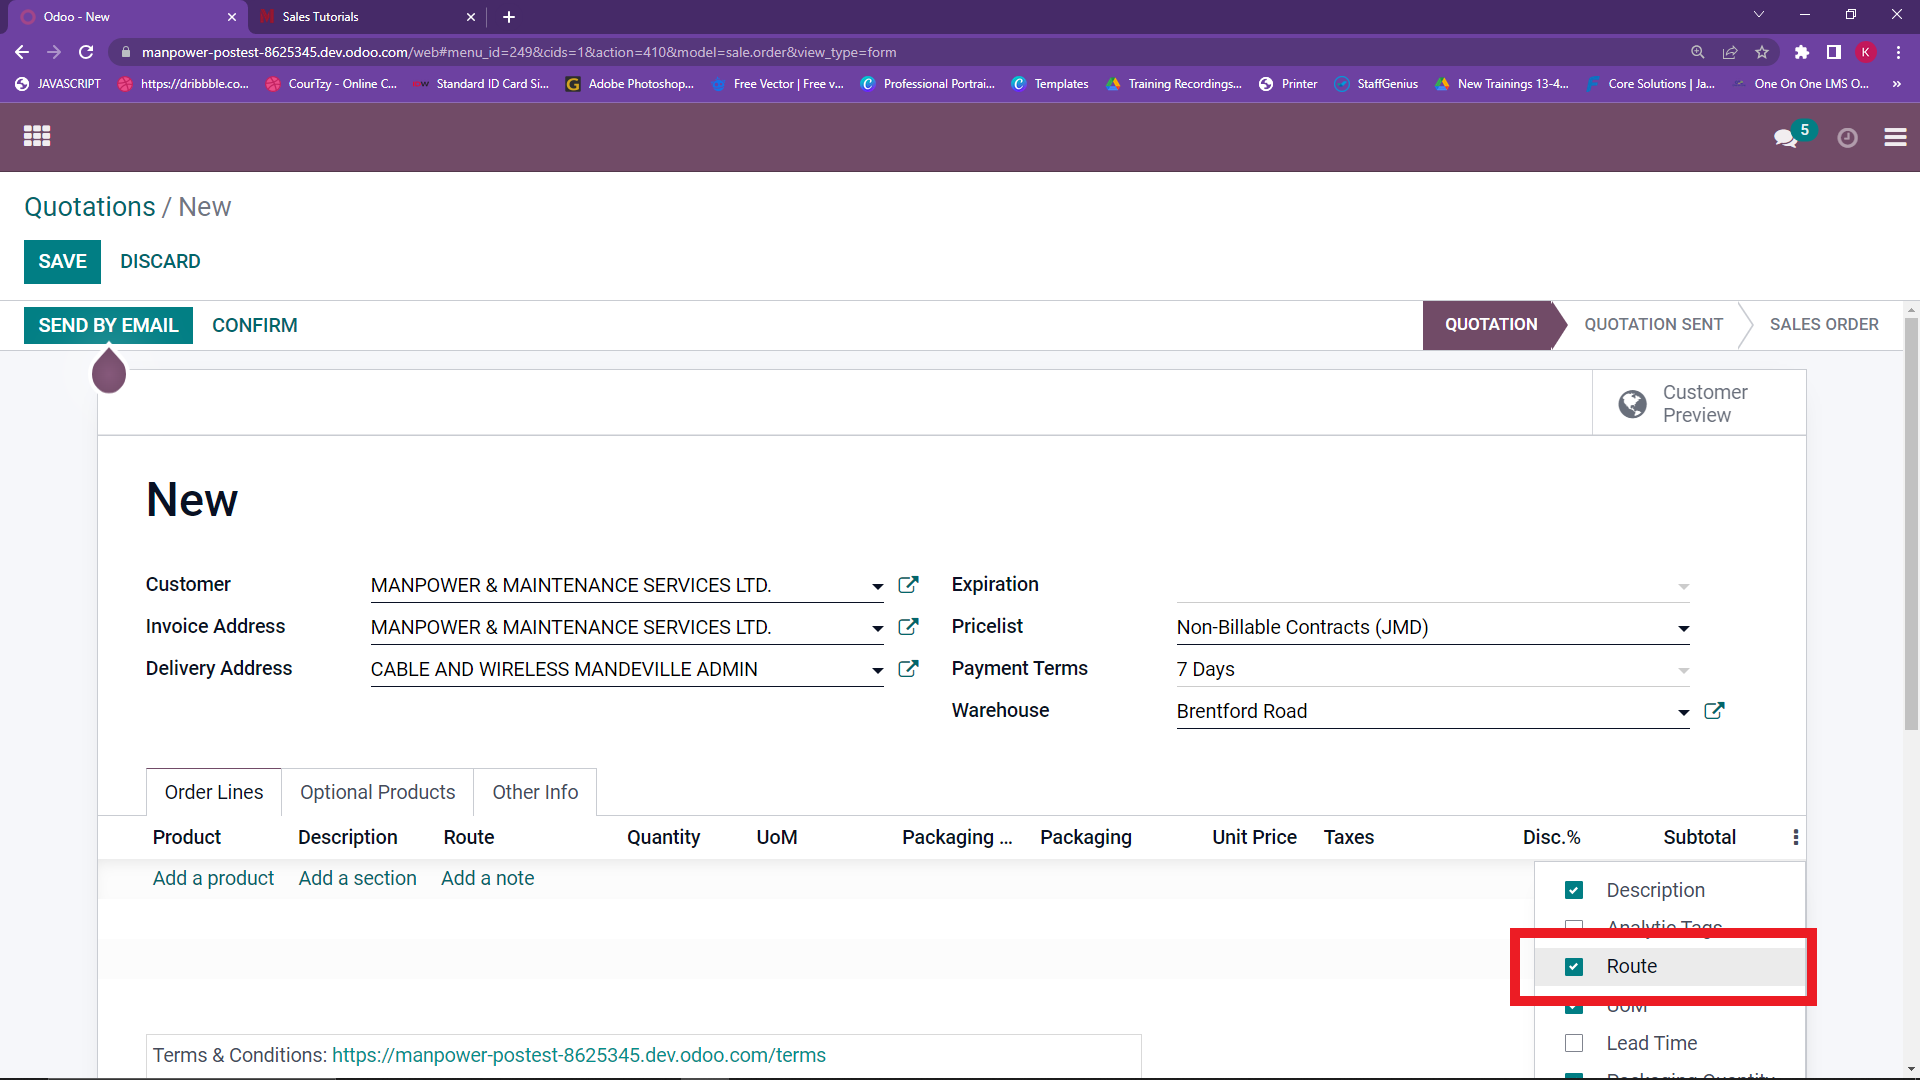 Odoo - New
Sales Tutorials
manpower-postest-8625345.dev.odoo.com/web#menu_id=249&cids=1&action=410&model=sale.order&view_type=form
K
JAVASCRIPT https://dribbble.co... CourTzy - Online C... Standard ID Card Si... Adobe Photoshop... Free Vector | Free v... Professional Portrai... Templates Training Recordings... Printer StaffGenius New Trainings 13-4... Core Solutions | Ja... One On One LMS O... »
5
Quotations / New
SAVE DISCARD
SEND BY EMAIL CONFIRM QUOTATION QUOTATION SENT SALES ORDER
Customer
Preview
New
Customer MANPOWER & MAINTENANCE SERVICES LTD. Expiration
Invoice Address MANPOWER & MAINTENANCE SERVICES LTD. Pricelist Non-Billable Contracts (JMD)
Delivery Address CABLE AND WIRELESS MANDEVILLE ADMIN Payment Terms 7 Days
Warehouse Brentford Road
Order Lines Optional Products Other Info
Product Description Route Quantity UoM Packaging ... Packaging Unit Price Taxes Disc.% Subtotal
Add a product Add a section Add a note
Description
Analytic Tags
Route
UoM
Lead Time
Packaging Quantity
Terms & Conditions: https://manpower-postest-8625345.dev.odoo.com/terms